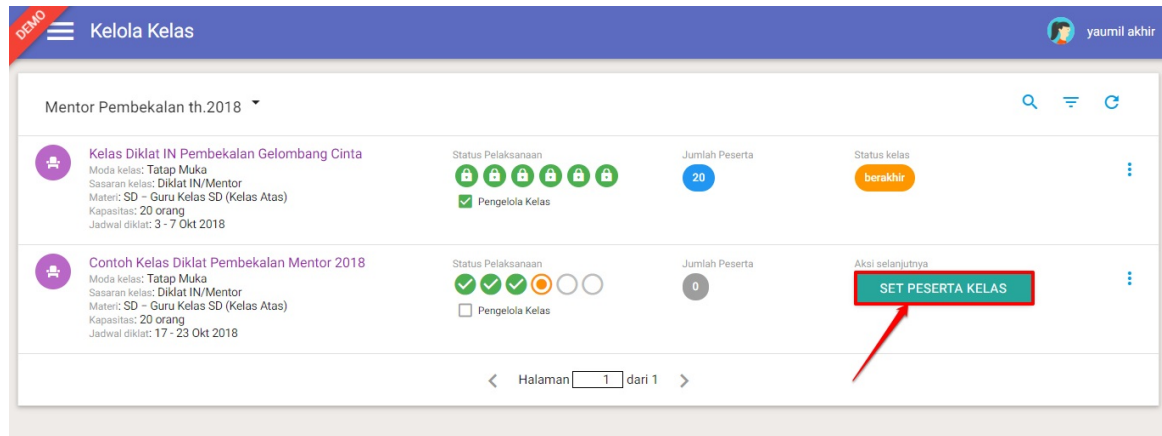 DEMO
Kelola Kelas
yaumil akhir
Mentor Pembekalan th.2018
Kelas Diklat IN Pembekalan Gelombang Cinta
Moda kelas: Tatap Muka
Sasaran kelas: Diklat IN/Mentor
Materi: SD – Guru Kelas SD (Kelas Atas)
Kapasitas: 20 orang
Jadwal diklat: 3 - 7 Okt 2018
Status Pelaksanaan
Pengelola Kelas
Jumlah Peserta
20
Status kelas
berakhir
Contoh Kelas Diklat Pembekalan Mentor 2018
Moda kelas: Tatap Muka
Sasaran kelas: Diklat IN/Mentor
Materi: SD – Guru Kelas SD (Kelas Atas)
Kapasitas: 20 orang
Jadwal diklat: 17 - 23 Okt 2018
Status Pelaksanaan
Pengelola Kelas
Jumlah Peserta
0
Aksi selanjutnya
SET PESERTA KELAS
Halaman 1 dari 1